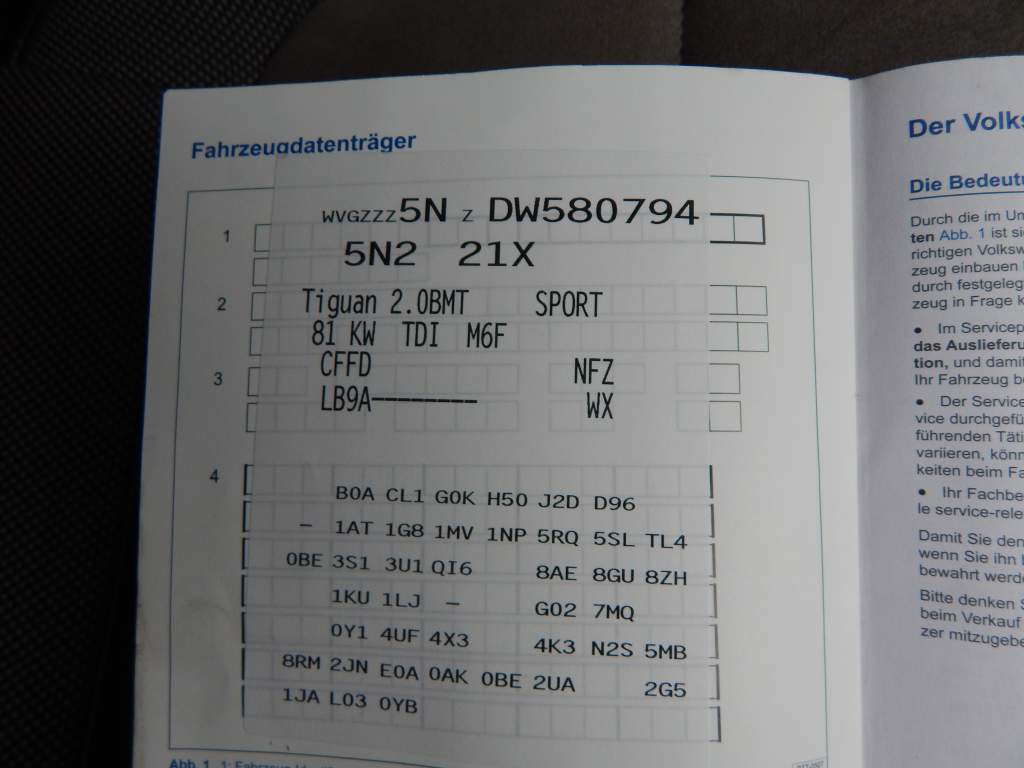 Fahrzeugdatenträger
1
WVGZZZ5N Z DW580794
5N2 21X
2
Tiguan 2.0BMT SPORT
81 KW TDI M6F
3
CFFD NFZ
LB9A-------- WX
4
B0A CL1 G0K H50 J2D D96
- 1AT 1G8 1MV 1NP 5RQ 5SL TL4
0BE 3S1 3U1 QI6 8AE 8GU 8ZH
1KU 1LJ - G02 7MQ
0Y1 4UF 4X3 4K3 N2S 5MB
8RM 2JN E0A 0AK 0BE 2UA 2G5
1JA L03 0YB
Abb. 1
Der Volks
Die Bedeutu
Durch die im Um
ten Abb. 1 ist si
richtigen Volksw
zeug einbauen
durch festgeleg
zeug in Frage k
• Im Servicep
das Auslieferu
tion, und damit
Ihr Fahrzeug be
• Der Service
vice durchgefü
führenden Täti
variieren, könn
keiten beim Fa
• Ihr Fachbe
le service-rele
Damit Sie den
wenn Sie ihn
bewahrt werde
Bitte denken S
beim Verkauf
zer mitzugebe